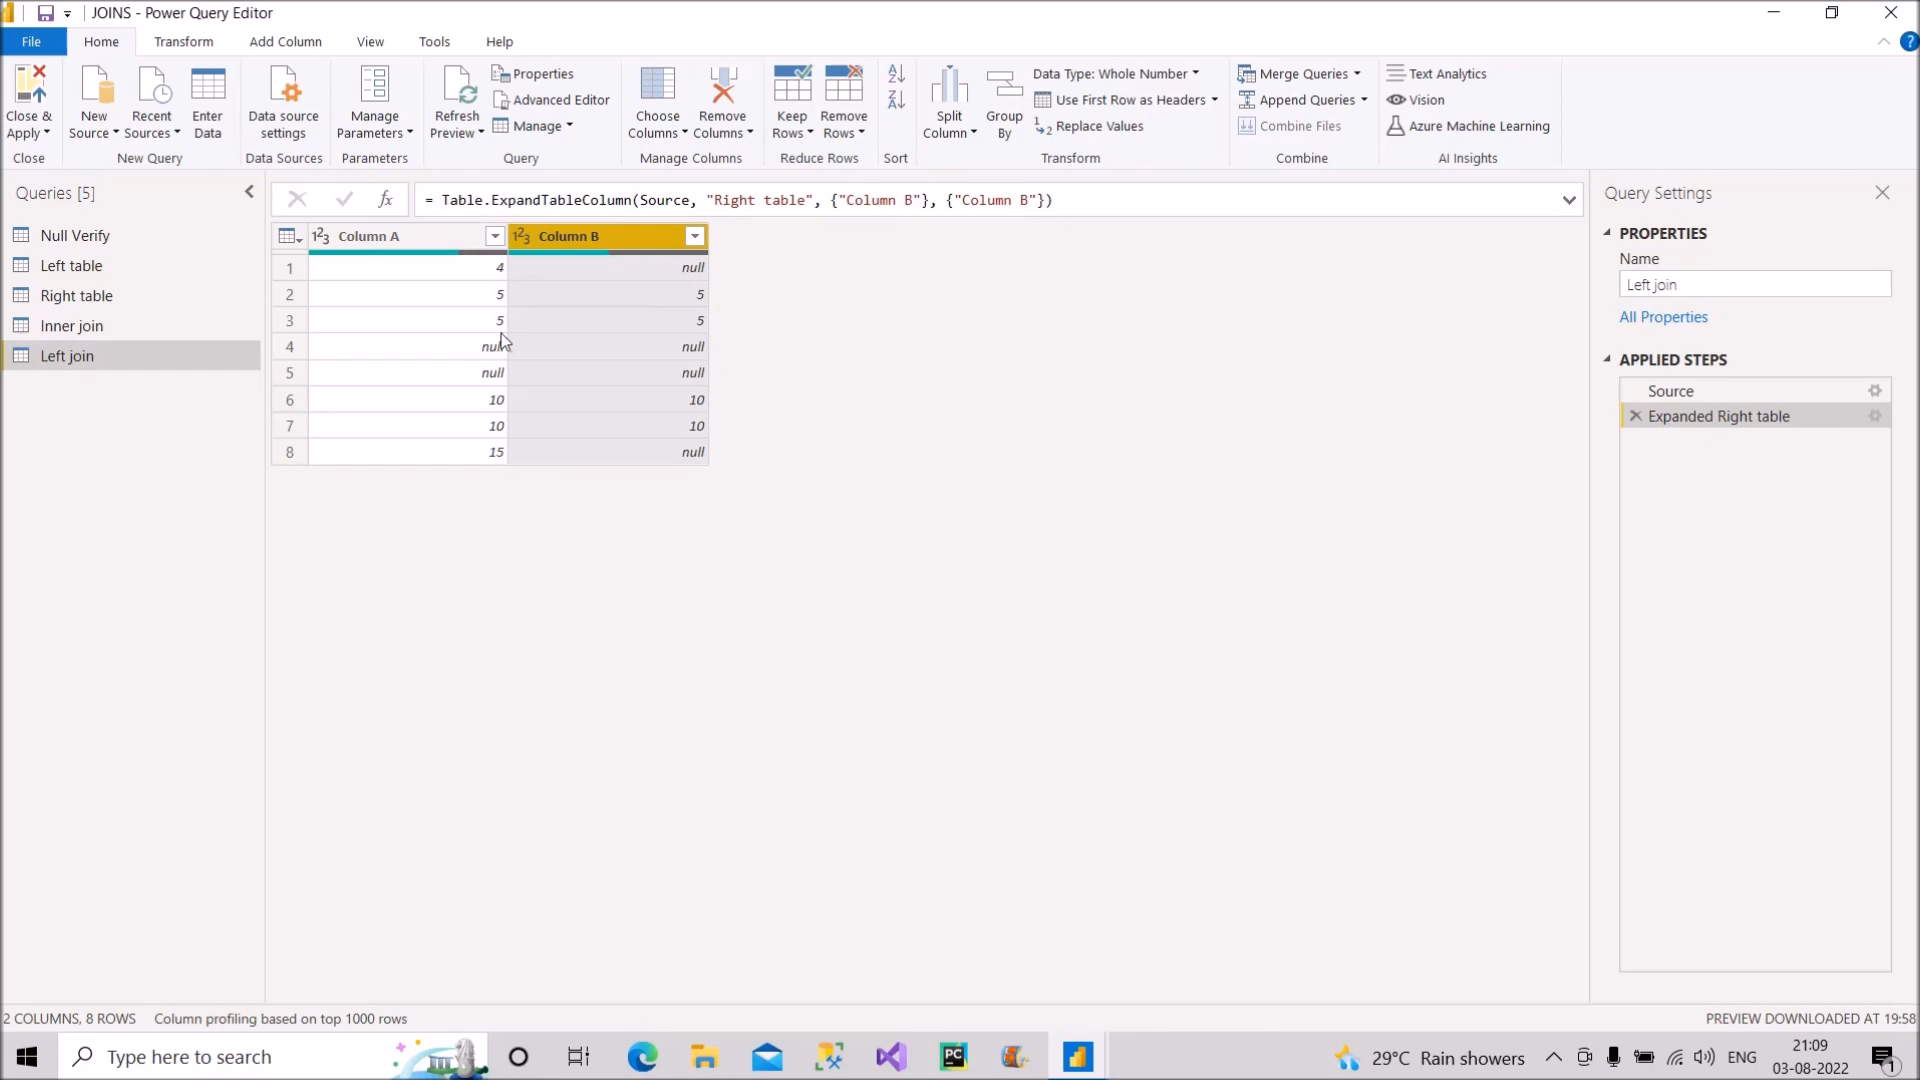 JOINS - Power Query Editor
File Home Transform Add Column View Tools Help
Close & Apply
New Source
Recent Sources
Enter Data
Data source settings
Manage Parameters
Refresh Preview
Properties
Advanced Editor
Manage
Choose Columns
Remove Columns
Keep Rows
Remove Rows
Split Column
Group By
Data Type: Whole Number
Use First Row as Headers
Replace Values
Merge Queries
Append Queries
Combine Files
Text Analytics
Vision
Azure Machine Learning
Close New Query Data Sources Parameters Query Manage Columns Reduce Rows Sort Transform Combine AI Insights
Queries [5]
Null Verify
Left table
Right table
Inner join
Left join
fx = Table.ExpandTableColumn(Source, "Right table", {"Column B"}, {"Column B"})
123 Column A 123 Column B
1 4 null
2 5 5
3 5 5
4 null null
5 null null
6 10 10
7 10 10
8 15 null
Query Settings
PROPERTIES
Name
Left join
All Properties
APPLIED STEPS
Source
Expanded Right table
2 COLUMNS, 8 ROWS Column profiling based on top 1000 rows PREVIEW DOWNLOADED AT 19:58
Type here to search
PC
29°C Rain showers
ENG
21:09
03-08-2022
1